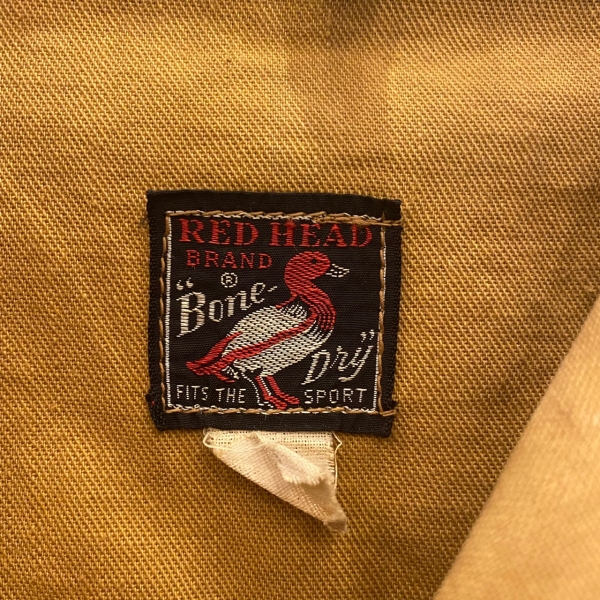 RED HEAD
BRAND
®
"Bone-
Dry"
FITS THE SPORT